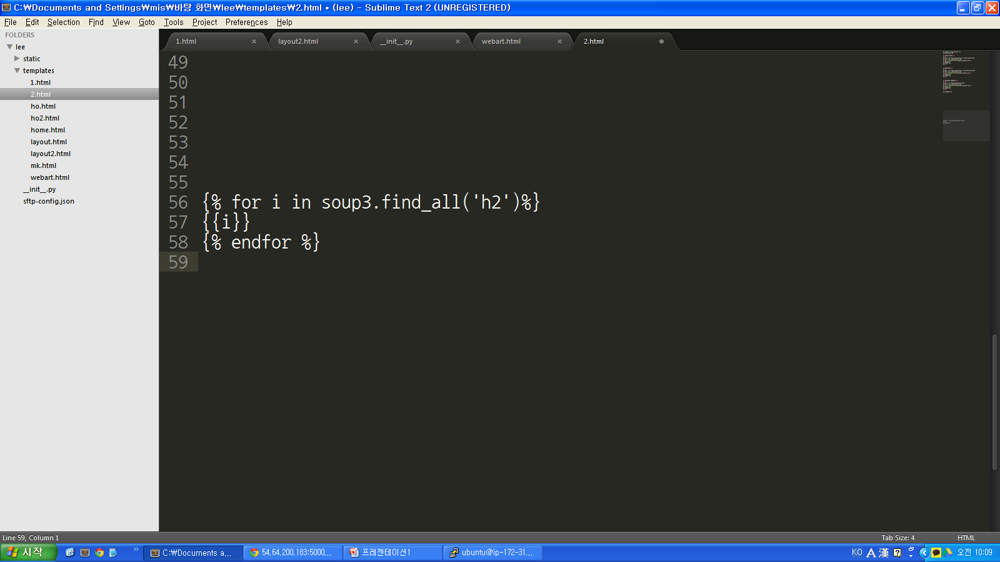 C:₩Documents and Settings₩mis₩바탕 화면₩lee₩templates₩2.html • (lee) - Sublime Text 2 (UNREGISTERED)
File Edit Selection Find View Goto Tools Project Preferences Help
FOLDERS
lee
static
templates
1.html
2.html
ho.html
ho2.html
home.html
layout.html
layout2.html
mk.html
webart.html
__init__.py
sftp-config.json
1.html × layout2.html × __init__.py × webart.html × 2.html
49
50
51
52
53
54
55
56 {% for i in soup3.find_all('h2')%}
57 {{i}}
58 {% endfor %}
59
Line 59, Column 1 Tab Size: 4 HTML
시작 » C:₩Documents a... 54,64,200,183:5000,... 프레젠테이션1 ubuntu@ip-172-31... KO A 漢 오전 10:09